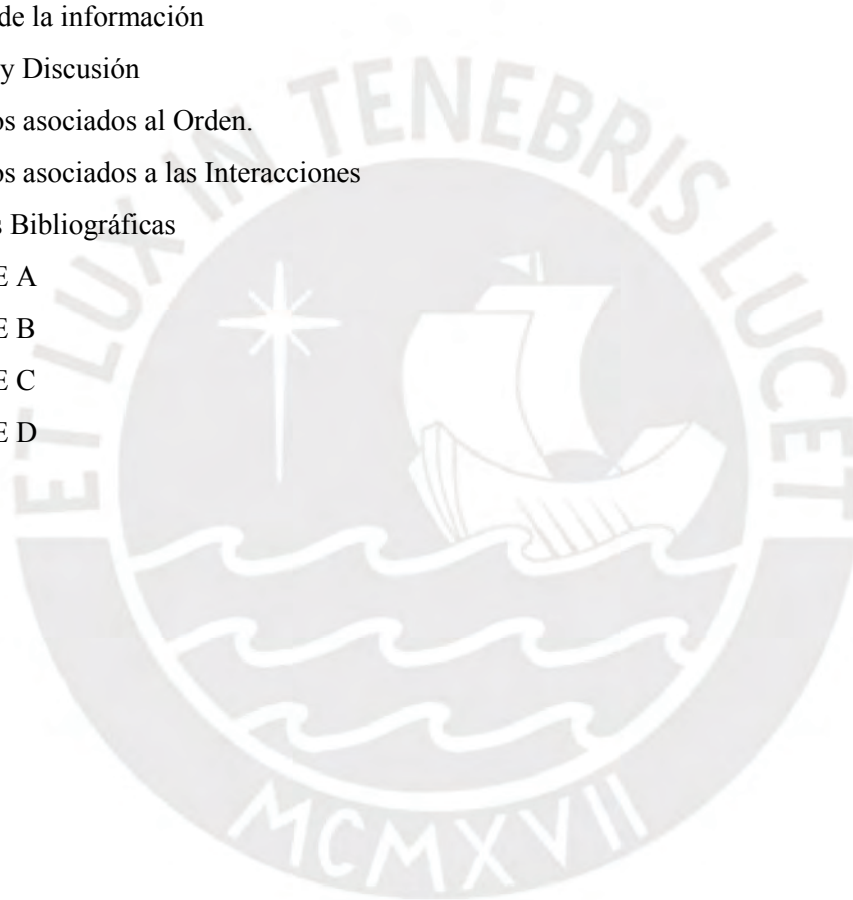 de la información
y Discusión
os asociados al Orden.
os asociados a las Interacciones
s Bibliográficas
E A
E B
E C
E D
ET LUX IN TENEBRIS LUCET
MCMXVII